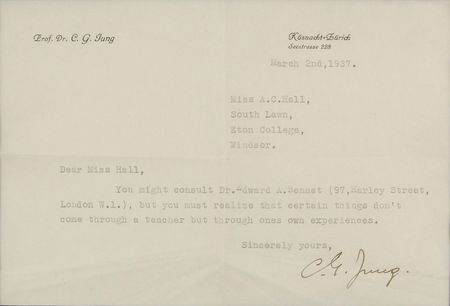 Prof. Dr. C. G. Jung
Küsnacht-Zürich
Seestrasse 228
March 2nd,1937.
Miss A.C.Hall,
South Lawn,
Eton College,
Windsor.
Dear Miss Hall,
You might consult Dr.Edward A.Bennet (97,Harley Street,
London W.1.), but you must realize that certain things don't
come through a teacher but through ones own experiences.
Sincerely yours,
C. G. Jung.